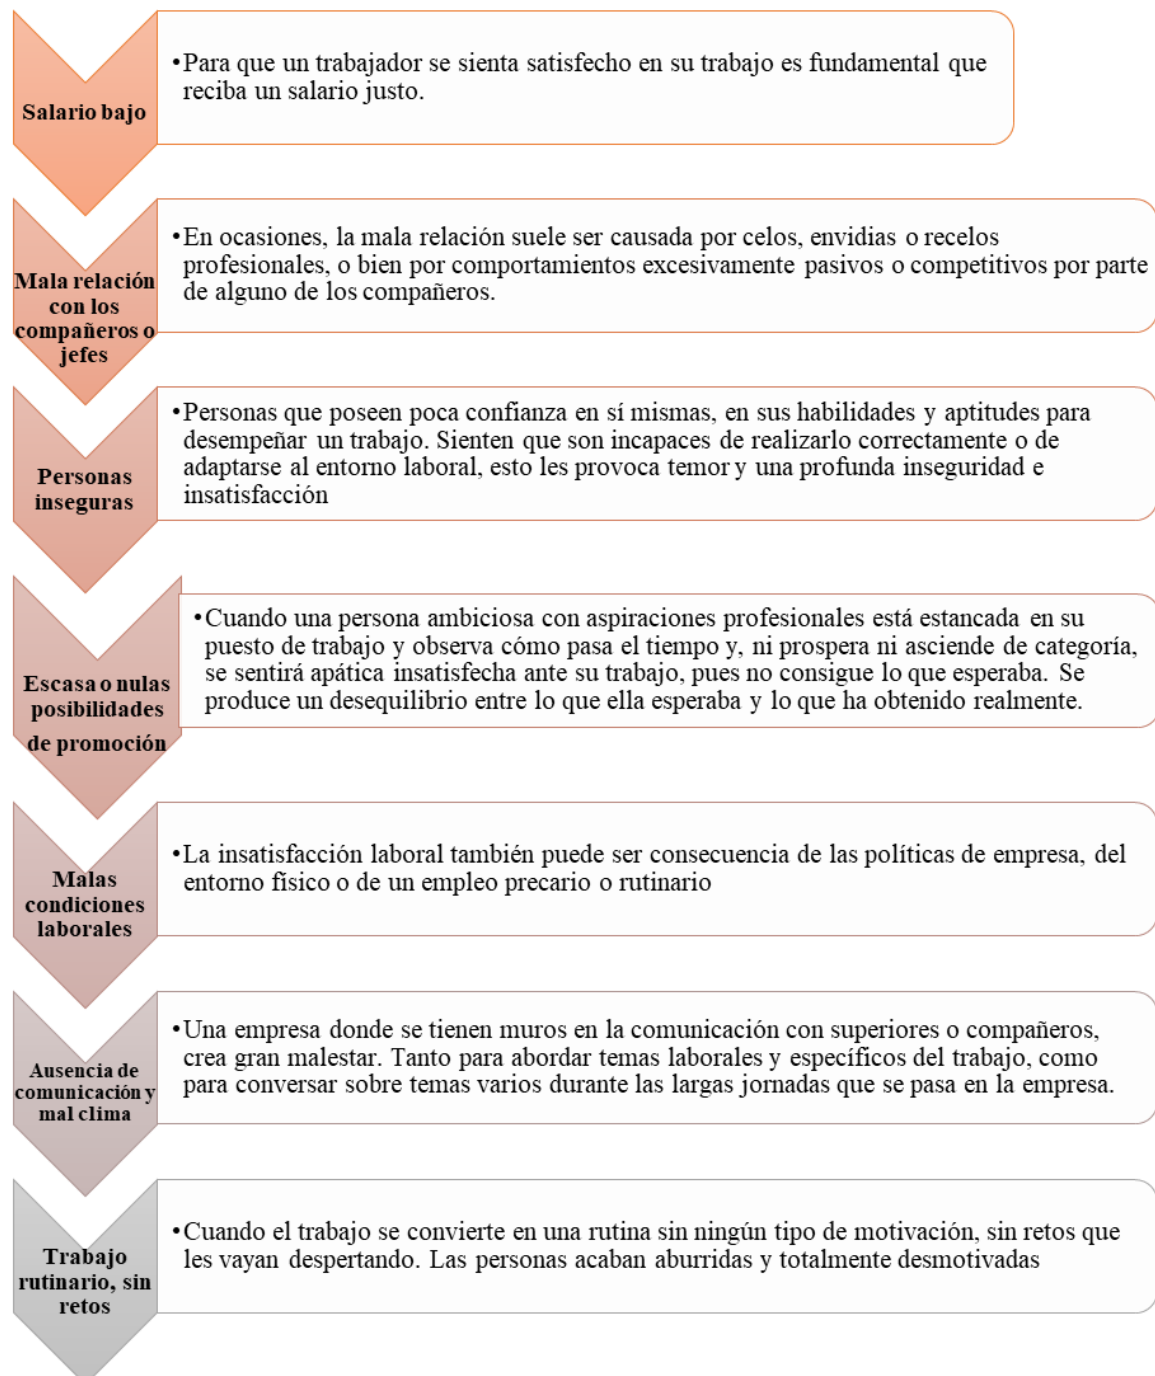 Salario bajo
•Para que un trabajador se sienta satisfecho en su trabajo es fundamental que
reciba un salario justo.
Mala relación
con los
compañeros o
jefes
•En ocasiones, la mala relación suele ser causada por celos, envidias o recelos
profesionales, o bien por comportamientos excesivamente pasivos o competitivos por parte
de alguno de los compañeros.
Personas
inseguras
•Personas que poseen poca confianza en sí mismas, en sus habilidades y aptitudes para
desempeñar un trabajo. Sienten que son incapaces de realizarlo correctamente o de
adaptarse al entorno laboral, esto les provoca temor y una profunda inseguridad e
insatisfacción
Escasa o nulas
posibilidades
de promoción
•Cuando una persona ambiciosa con aspiraciones profesionales está estancada en su
puesto de trabajo y observa cómo pasa el tiempo y, ni prospera ni asciende de categoría,
se sentirá apática insatisfecha ante su trabajo, pues no consigue lo que esperaba. Se
produce un desequilibrio entre lo que ella esperaba y lo que ha obtenido realmente.
Malas
condiciones
laborales
•La insatisfacción laboral también puede ser consecuencia de las políticas de empresa, del
entorno físico o de un empleo precario o rutinario
Ausencia de
comunicación y
mal clima
•Una empresa donde se tienen muros en la comunicación con superiores o compañeros,
crea gran malestar. Tanto para abordar temas laborales y específicos del trabajo, como
para conversar sobre temas varios durante las largas jornadas que se pasa en la empresa.
Trabajo
rutinario, sin
retos
•Cuando el trabajo se convierte en una rutina sin ningún tipo de motivación, sin retos que
les vayan despertando. Las personas acaban aburridas y totalmente desmotivadas